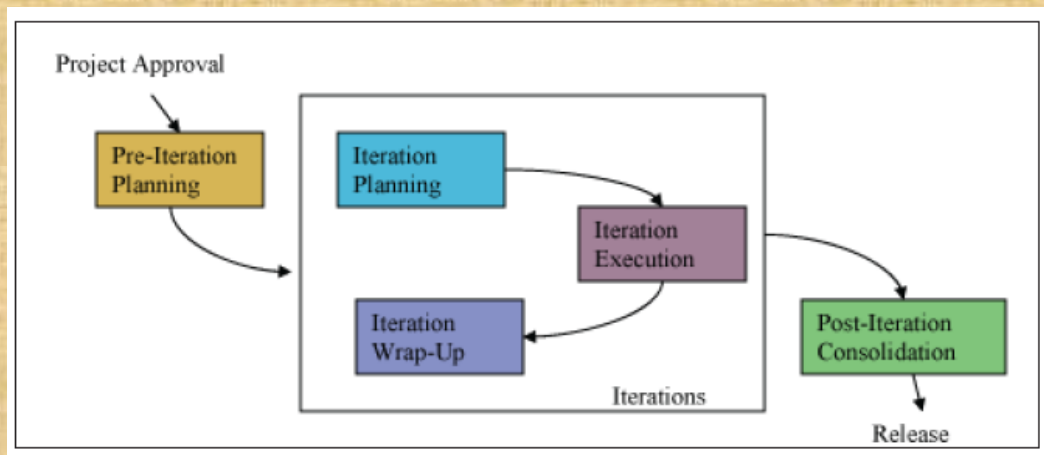 Project Approval
Pre-Iteration
Planning
Iteration
Planning
Iteration
Execution
Iteration
Wrap-Up
Iterations
Post-Iteration
Consolidation
Release